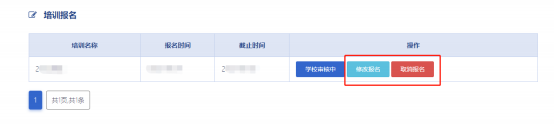 培训报名
培训名称 报名时间 截止时间 操作
2 学校审核中 修改报名 取消报名
1 共1页,共1条